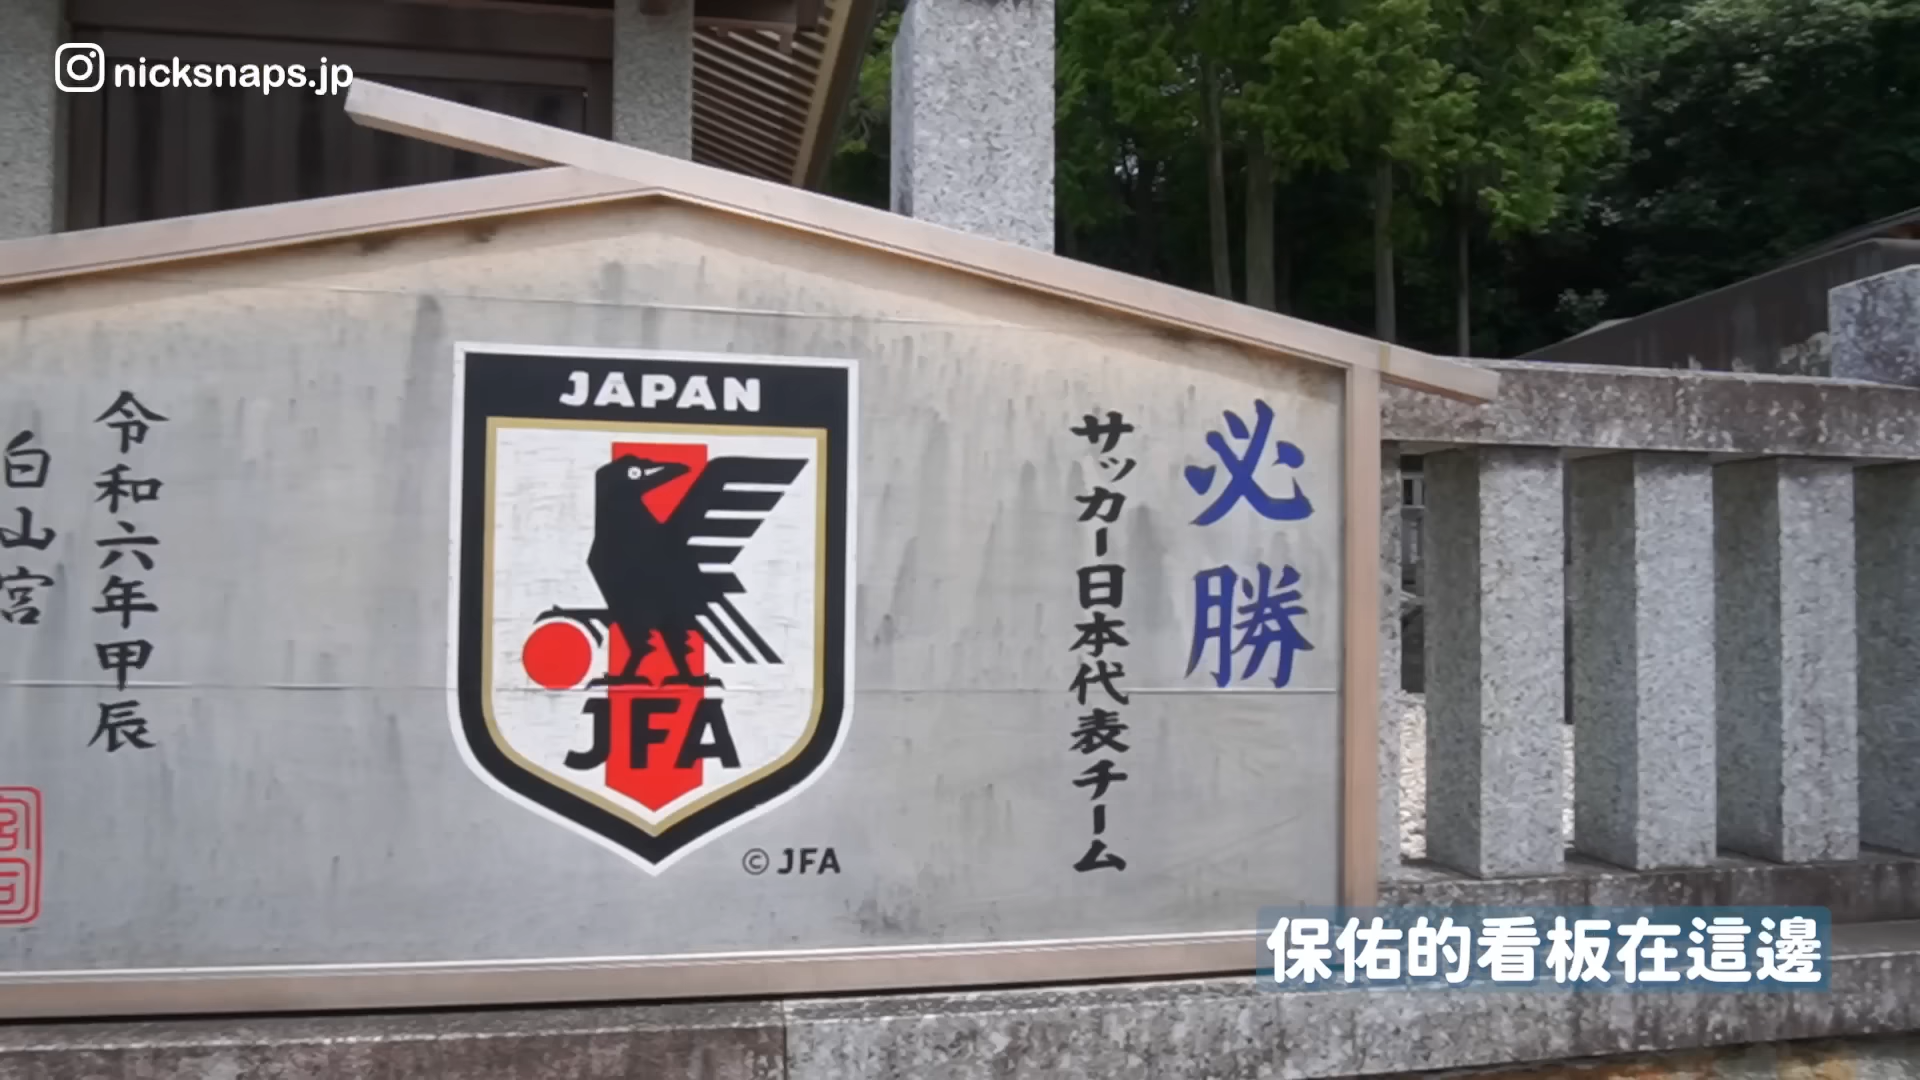 nicksnaps.jp
必勝
サッカー日本代表チーム
JAPAN
JFA
© JFA
令和六年甲辰
白山宮
保佑的看板在這邊